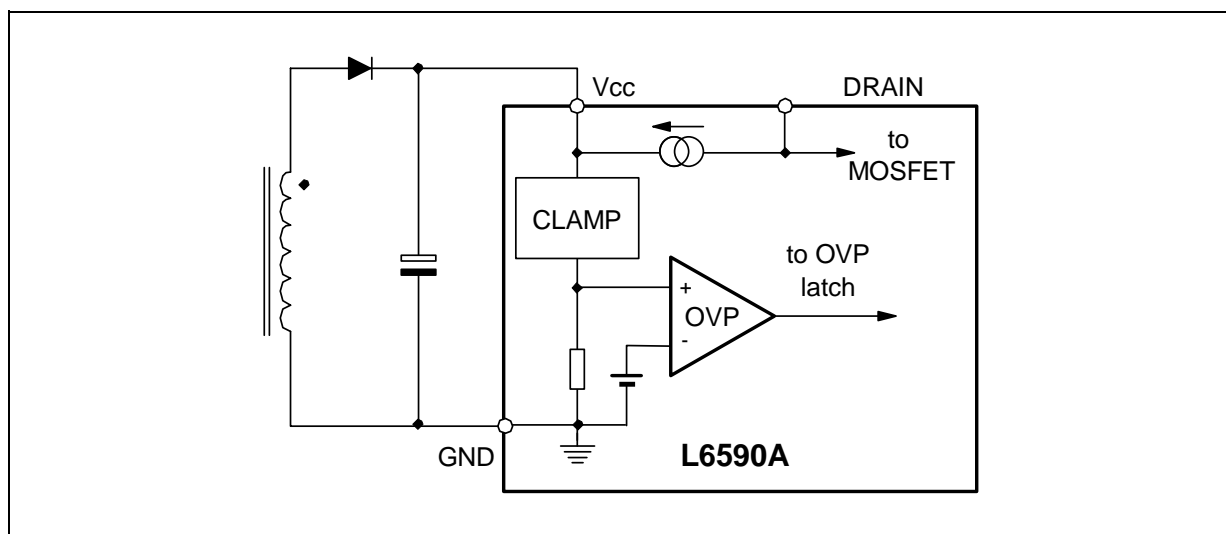 Vcc
DRAIN
to
MOSFET
CLAMP
to OVP
latch
+
OVP
-
GND
L6590A